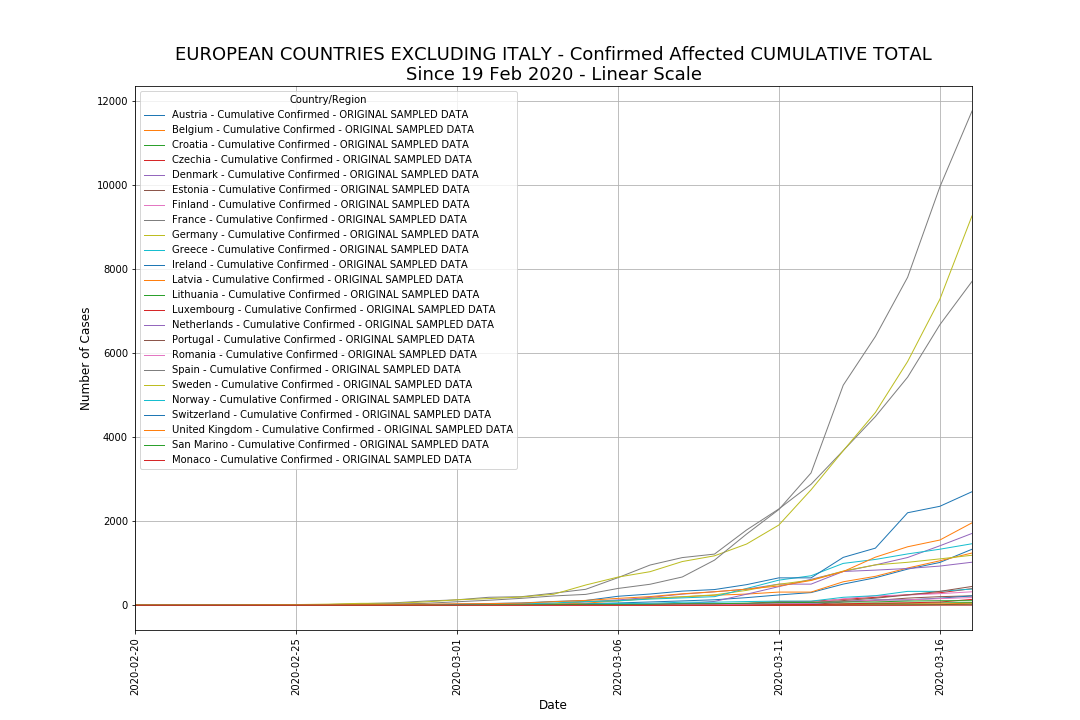 EUROPEAN COUNTRIES EXCLUDING ITALY - Confirmed Affected CUMULATIVE TOTAL
Since 19 Feb 2020 - Linear Scale
Country/Region
Austria - Cumulative Confirmed - ORIGINAL SAMPLED DATA
Belgium - Cumulative Confirmed - ORIGINAL SAMPLED DATA
Croatia - Cumulative Confirmed - ORIGINAL SAMPLED DATA
Czechia - Cumulative Confirmed - ORIGINAL SAMPLED DATA
Denmark - Cumulative Confirmed - ORIGINAL SAMPLED DATA
Estonia - Cumulative Confirmed - ORIGINAL SAMPLED DATA
Finland - Cumulative Confirmed - ORIGINAL SAMPLED DATA
France - Cumulative Confirmed - ORIGINAL SAMPLED DATA
Germany - Cumulative Confirmed - ORIGINAL SAMPLED DATA
Greece - Cumulative Confirmed - ORIGINAL SAMPLED DATA
Ireland - Cumulative Confirmed - ORIGINAL SAMPLED DATA
Latvia - Cumulative Confirmed - ORIGINAL SAMPLED DATA
Lithuania - Cumulative Confirmed - ORIGINAL SAMPLED DATA
Luxembourg - Cumulative Confirmed - ORIGINAL SAMPLED DATA
Netherlands - Cumulative Confirmed - ORIGINAL SAMPLED DATA
Portugal - Cumulative Confirmed - ORIGINAL SAMPLED DATA
Romania - Cumulative Confirmed - ORIGINAL SAMPLED DATA
Spain - Cumulative Confirmed - ORIGINAL SAMPLED DATA
Sweden - Cumulative Confirmed - ORIGINAL SAMPLED DATA
Norway - Cumulative Confirmed - ORIGINAL SAMPLED DATA
Switzerland - Cumulative Confirmed - ORIGINAL SAMPLED DATA
United Kingdom - Cumulative Confirmed - ORIGINAL SAMPLED DATA
San Marino - Cumulative Confirmed - ORIGINAL SAMPLED DATA
Monaco - Cumulative Confirmed - ORIGINAL SAMPLED DATA
Number of Cases
12000
10000
8000
6000
4000
2000
0
2020-02-20
2020-02-25
2020-03-01
2020-03-06
2020-03-11
2020-03-16
Date